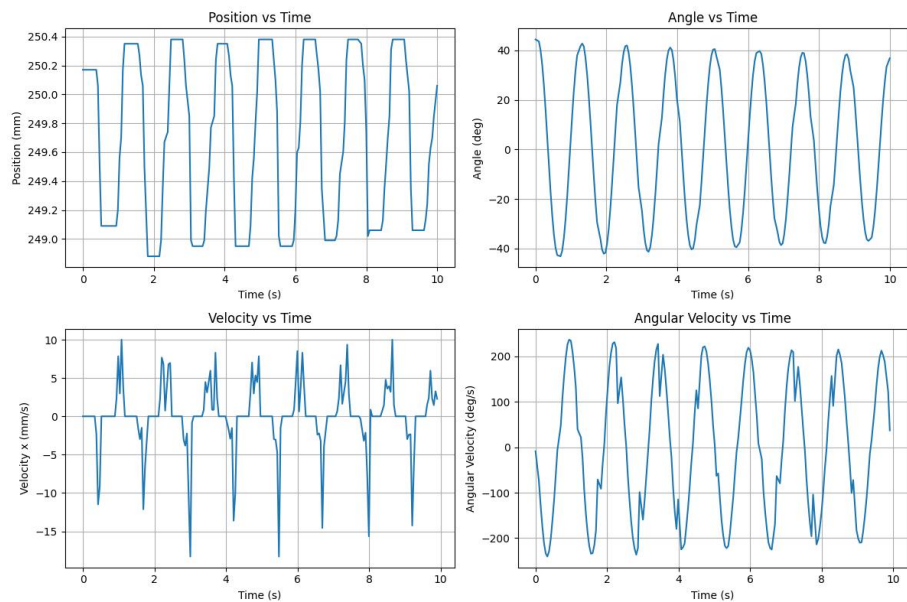 Position vs Time
Position (mm)
250.4
250.2
250.0
249.8
249.6
249.4
249.2
249.0
0 2 4 6 8 10
Time (s)
Angle vs Time
Angle (deg)
40
20
0
−20
−40
0 2 4 6 8 10
Time (s)
Velocity vs Time
Velocity x (mm/s)
10
5
0
−5
−10
−15
0 2 4 6 8 10
Time (s)
Angular Velocity vs Time
Angular Velocity (deg/s)
200
100
0
−100
−200
0 2 4 6 8 10
Time (s)